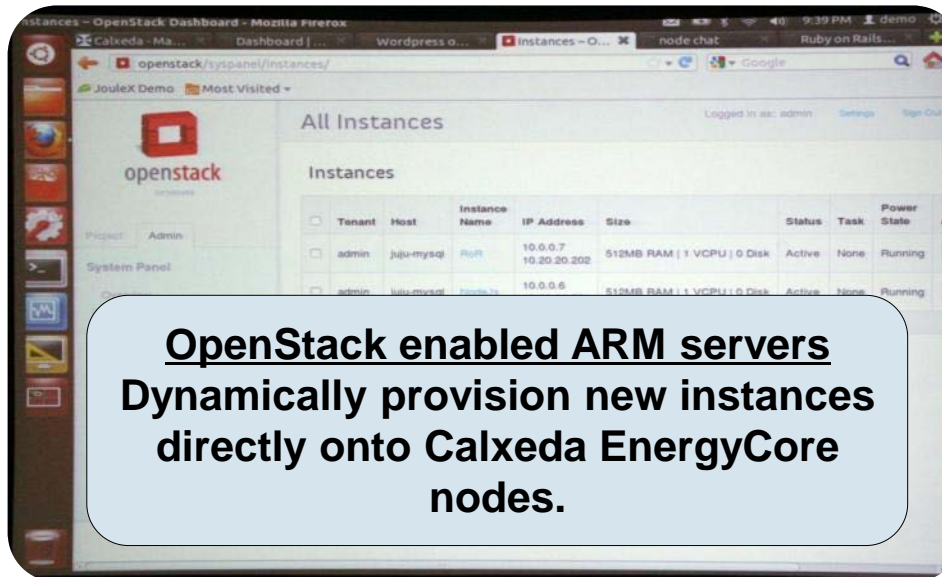 Instances – OpenStack Dashboard - Mozilla Firefox
9:39 PM demo
Calxeda - Ma... Dashboard | ... Wordpress o... Instances – O... node chat Ruby on Rails...
openstack/syspanel/instances/ Google
JouleX Demo Most Visited
All Instances Logged in as: admin Settings Sign Out
openstack
Instances
Project Admin
System Panel
Tenant Host Instance Name IP Address Size Status Task Power State
admin juju-mysql RoR 10.0.0.7 10.20.20.202 512MB RAM | 1 VCPU | 0 Disk Active None Running
admin juju-mysql NodeJs 10.0.0.6 512MB RAM | 1 VCPU | 0 Disk Active None Running
OpenStack enabled ARM servers
Dynamically provision new instances
directly onto Calxeda EnergyCore
nodes.